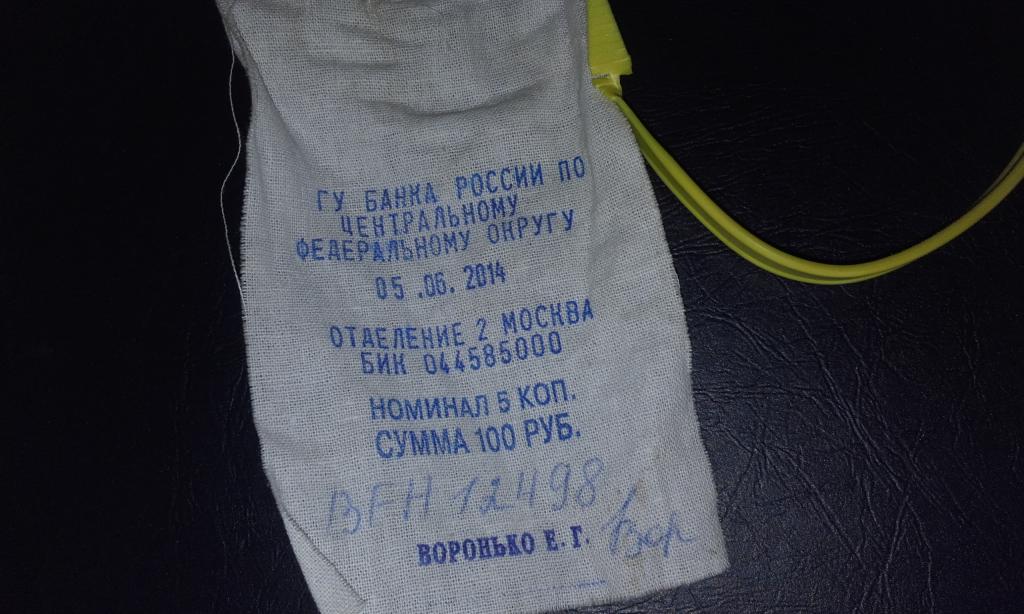 ГУ БАНКА РОССИИ ПО
ЦЕНТРАЛЬНОМУ
ФЕДЕРАЛЬНОМУ ОКРУГУ
05.06.2014
ОТДЕЛЕНИЕ 2 МОСКВА
БИК 044585000
НОМИНАЛ 5 КОП.
СУММА 100 РУБ.
BFH 12498
ВОРОНЬКО Е. Г.